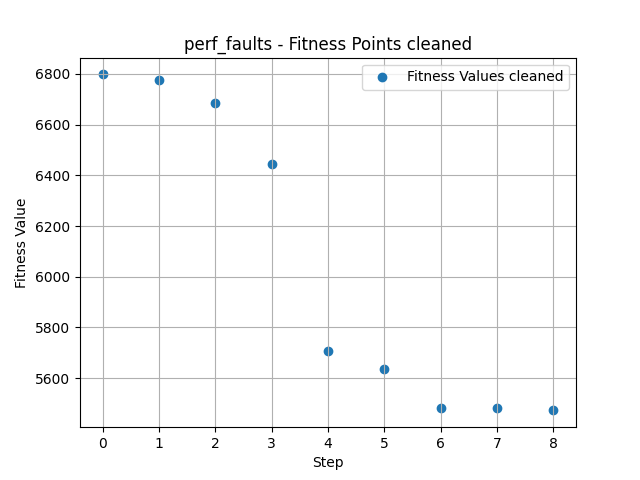 perf_faults - Fitness Points cleaned
Fitness Values cleaned
6800
6600
6400
6200
6000
5800
5600
Fitness Value
0 1 2 3 4 5 6 7 8
Step